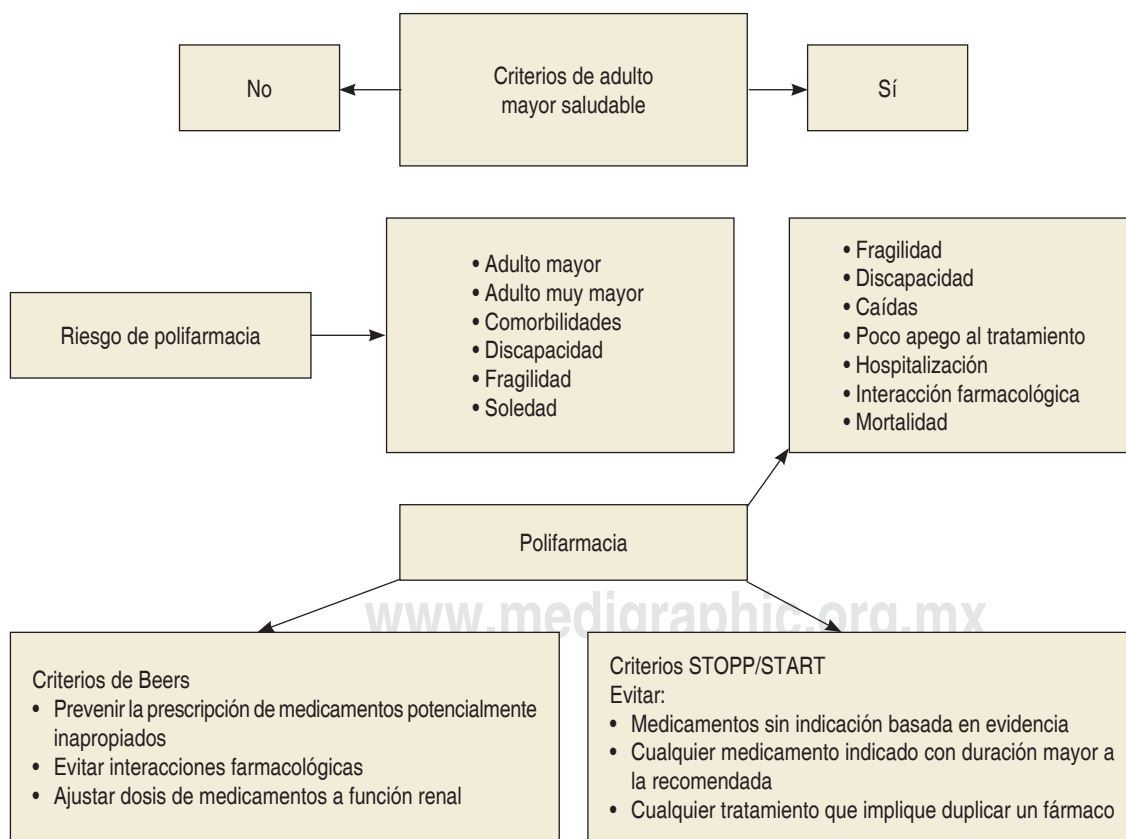 No
Criterios de adulto
mayor saludable
Sí
Riesgo de polifarmacia
• Adulto mayor
• Adulto muy mayor
• Comorbilidades
• Discapacidad
• Fragilidad
• Soledad
• Fragilidad
• Discapacidad
• Caídas
• Poco apego al tratamiento
• Hospitalización
• Interacción farmacológica
• Mortalidad
Polifarmacia
www.medigraphic.org.mx
Criterios de Beers
• Prevenir la prescripción de medicamentos potencialmente
inapropiados
• Evitar interacciones farmacológicas
• Ajustar dosis de medicamentos a función renal
Criterios STOPP/START
Evitar:
• Medicamentos sin indicación basada en evidencia
• Cualquier medicamento indicado con duración mayor a
la recomendada
• Cualquier tratamiento que implique duplicar un fármaco